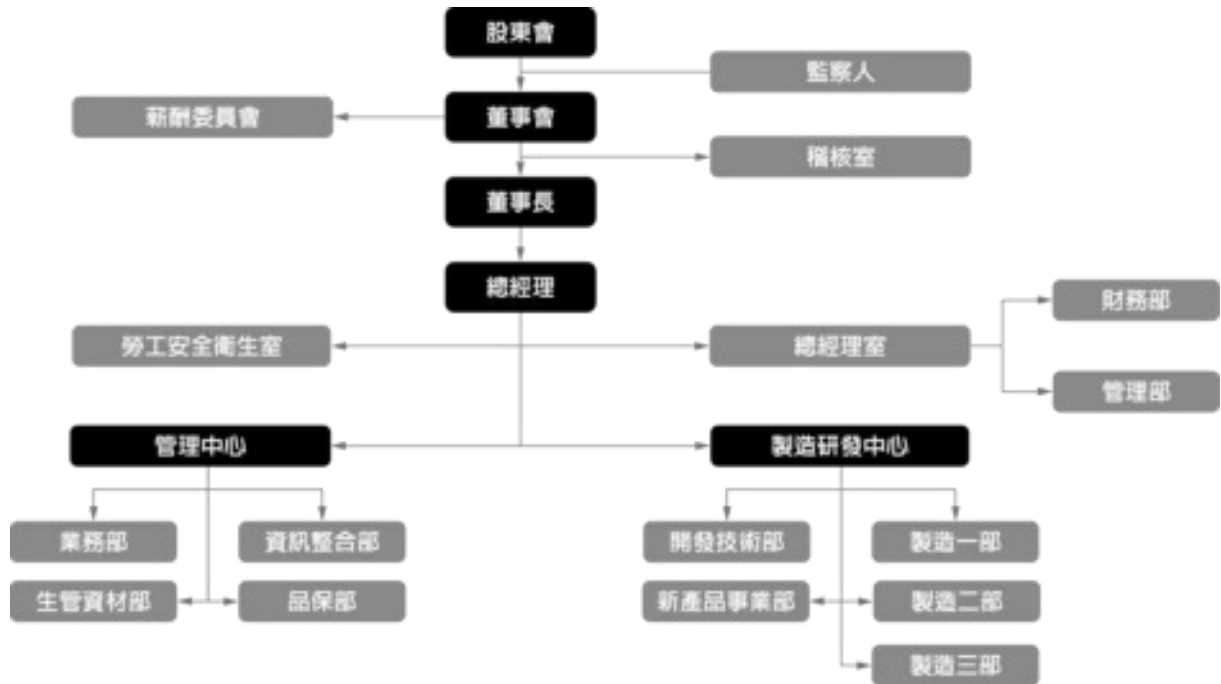 股東會
監察人
薪酬委員會
董事會
稽核室
董事長
總經理
財務部
勞工安全衛生室
總經理室
管理部
管理中心
製造研發中心
業務部
資訊整合部
開發技術部
製造一部
生管資材部
品保部
新產品事業部
製造二部
製造三部